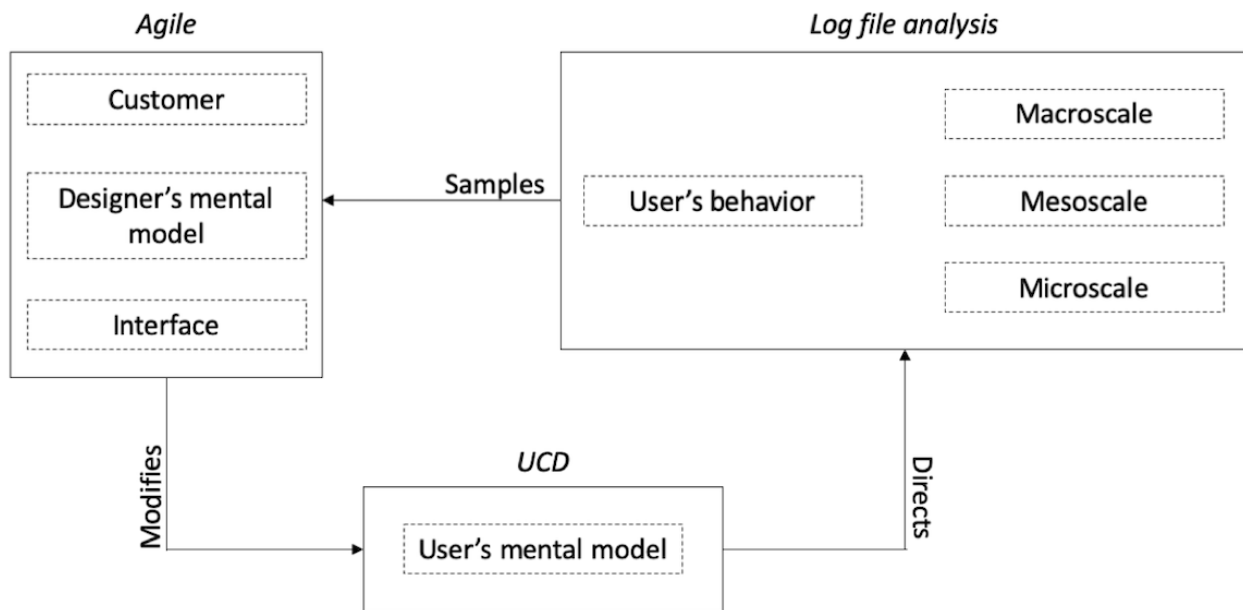 Agile
Customer
Designer’s mental
model
Interface
Log file analysis
User’s behavior
Macroscale
Mesoscale
Microscale
Samples
Modifies
UCD
User’s mental model
Directs